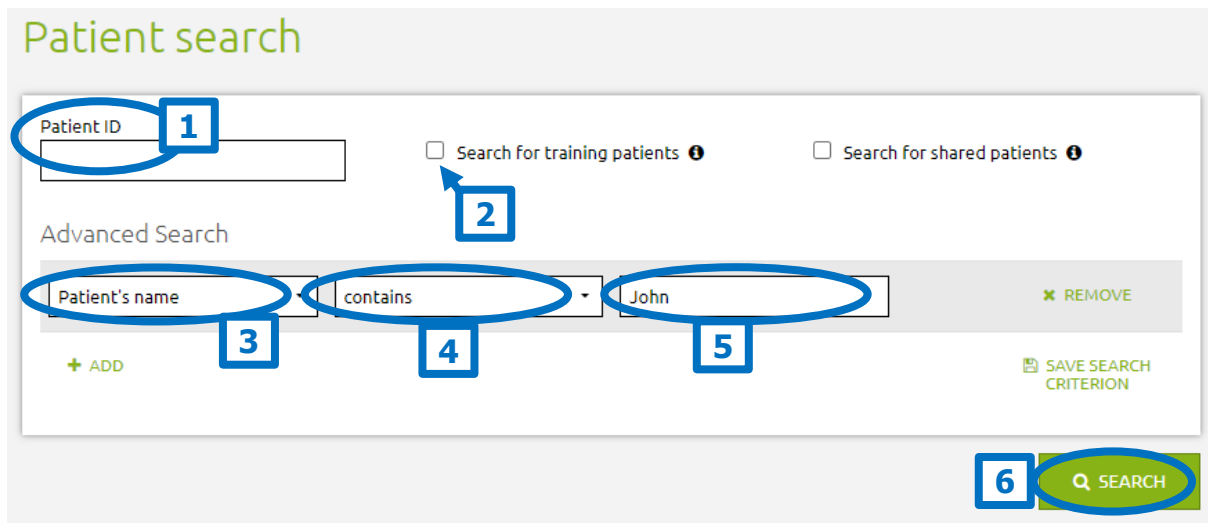 Patient search
Patient ID
1
Search for training patients
Search for shared patients
2
Advanced Search
Patient's name
contains
John
REMOVE
3
4
5
ADD
SAVE SEARCH
CRITERION
6
SEARCH